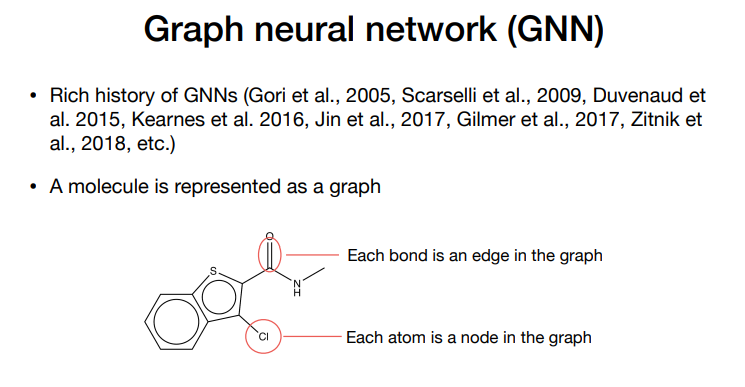 Graph neural network (GNN)
• Rich history of GNNs (Gori et al., 2005, Scarselli et al., 2009, Duvenaud et
al. 2015, Kearnes et al. 2016, Jin et al., 2017, Gilmer et al., 2017, Zitnik et
al., 2018, etc.)
• A molecule is represented as a graph
O
Each bond is an edge in the graph
S
N
H
Cl
Each atom is a node in the graph